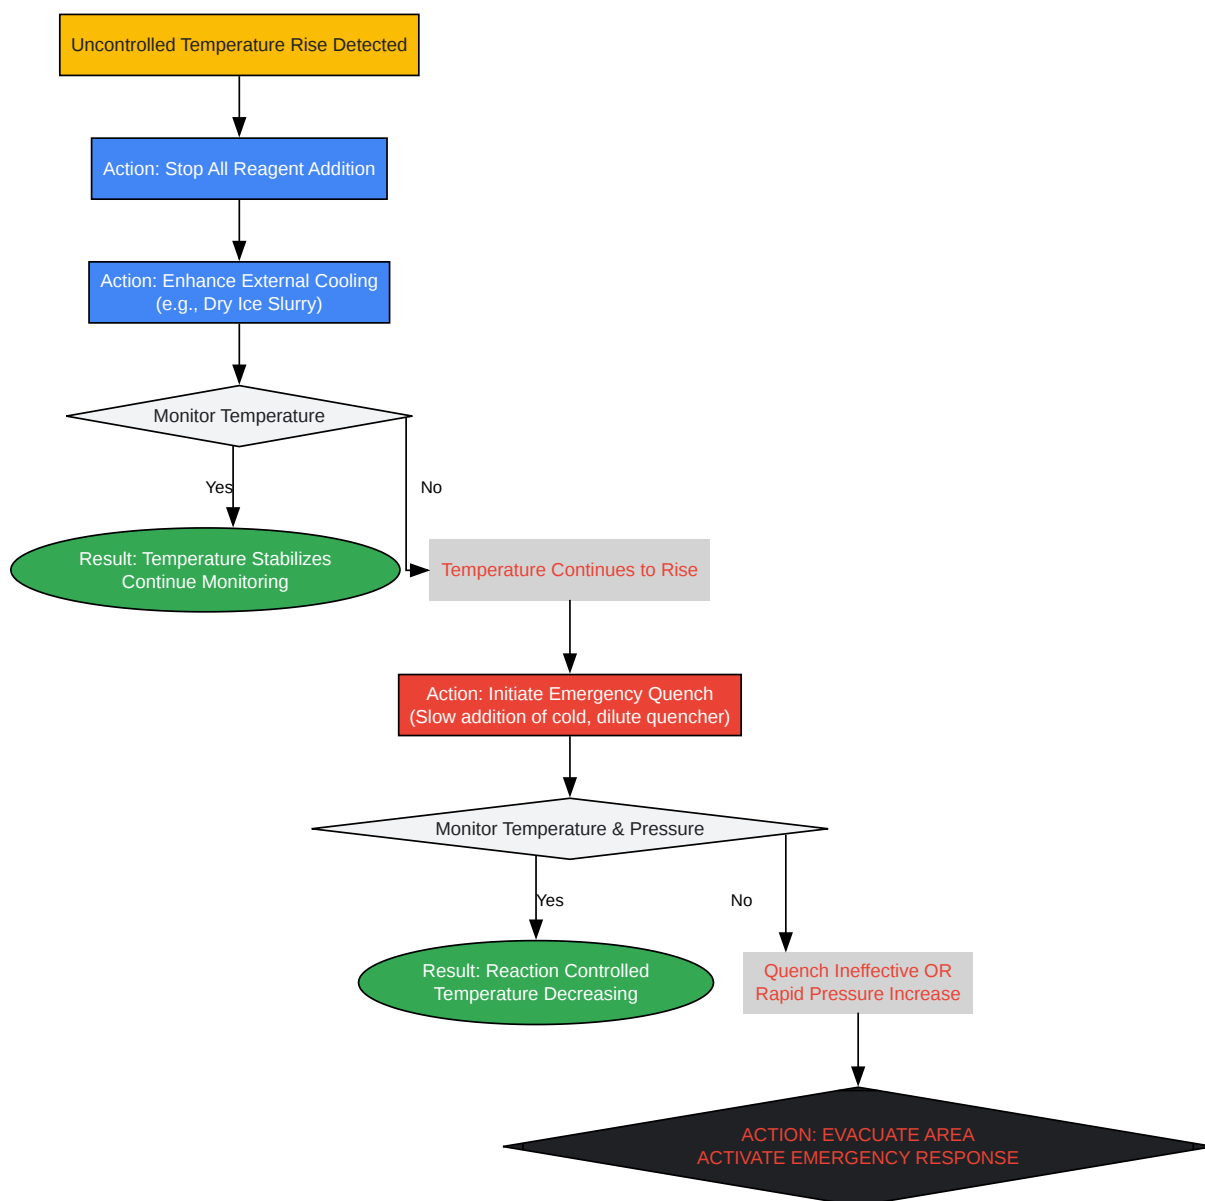 Uncontrolled Temperature Rise Detected
Action: Stop All Reagent Addition
Action: Enhance External Cooling
(e.g., Dry Ice Slurry)
Monitor Temperature
Yes
No
Result: Temperature Stabilizes
Continue Monitoring
Temperature Continues to Rise
Action: Initiate Emergency Quench
(Slow addition of cold, dilute quencher)
Monitor Temperature & Pressure
Yes
No
Result: Reaction Controlled
Temperature Decreasing
Quench Ineffective OR
Rapid Pressure Increase
ACTION: EVACUATE AREA
ACTIVATE EMERGENCY RESPONSE